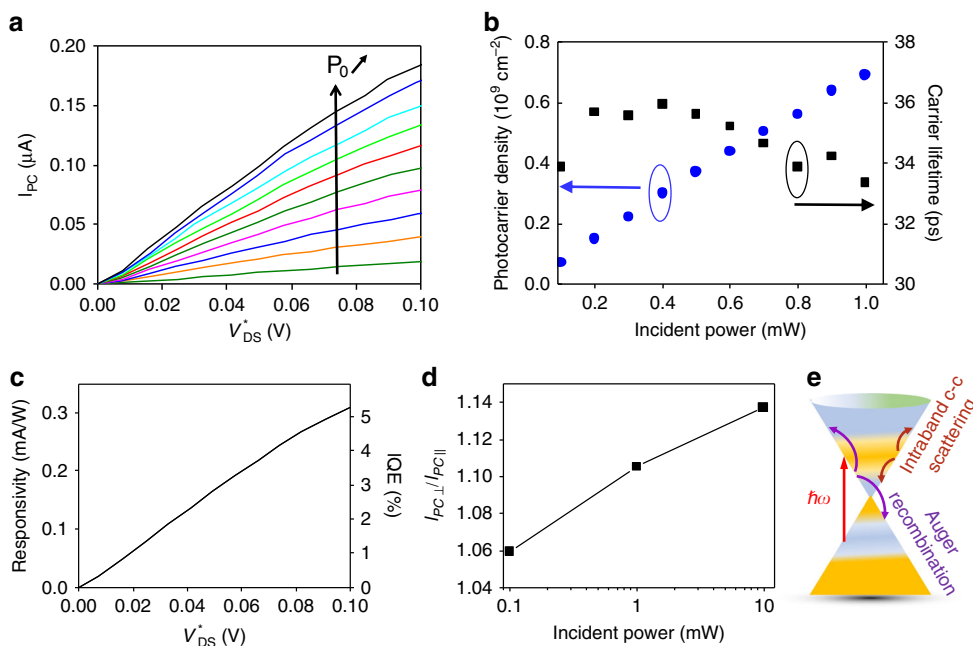 a
I_PC (µA)
0.20
0.15
0.10
0.05
0.00
P₀
0.00 0.02 0.04 0.06 0.08 0.10
V*_DS (V)
b
Photocarrier density (10⁹ cm⁻²)
0.8
0.6
0.4
0.2
0.0
38
36
34
32
30
Carrier lifetime (ps)
0.2 0.4 0.6 0.8 1.0
Incident power (mW)
c
Responsivity (mA/W)
0.3
0.2
0.1
0.0
5
4
3
2
1
0
IQE (%)
0.00 0.02 0.04 0.06 0.08 0.10
V*_DS (V)
d
I_PC⊥/I_PC||
1.14
1.12
1.10
1.08
1.06
1.04
0.1 1 10
Incident power (mW)
e
ℏω
Intraband c-c
scattering
Auger
recombination